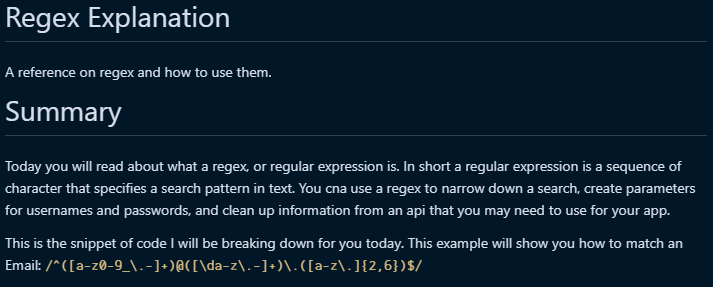 Regex Explanation
A reference on regex and how to use them.
Summary
Today you will read about what a regex, or regular expression is. In short a regular expression is a sequence of
character that specifies a search pattern in text. You cna use a regex to narrow down a search, create parameters
for usernames and passwords, and clean up information from an api that you may need to use for your app.
This is the snippet of code I will be breaking down for you today. This example will show you how to match an
Email: /^([a-z0-9_\.-]+)@([\da-z\.-]+)\.([a-z\.]{2,6})$/